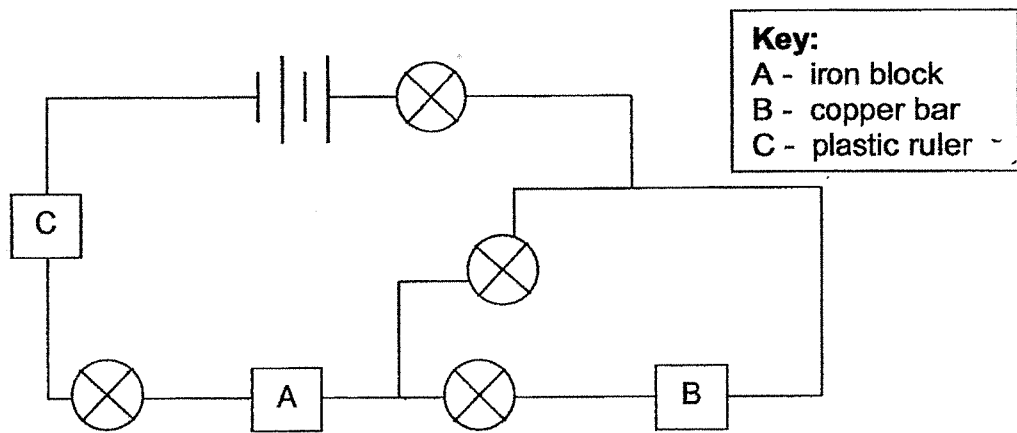 Key:
A - iron block
B - copper bar
C - plastic ruler
C
A
B